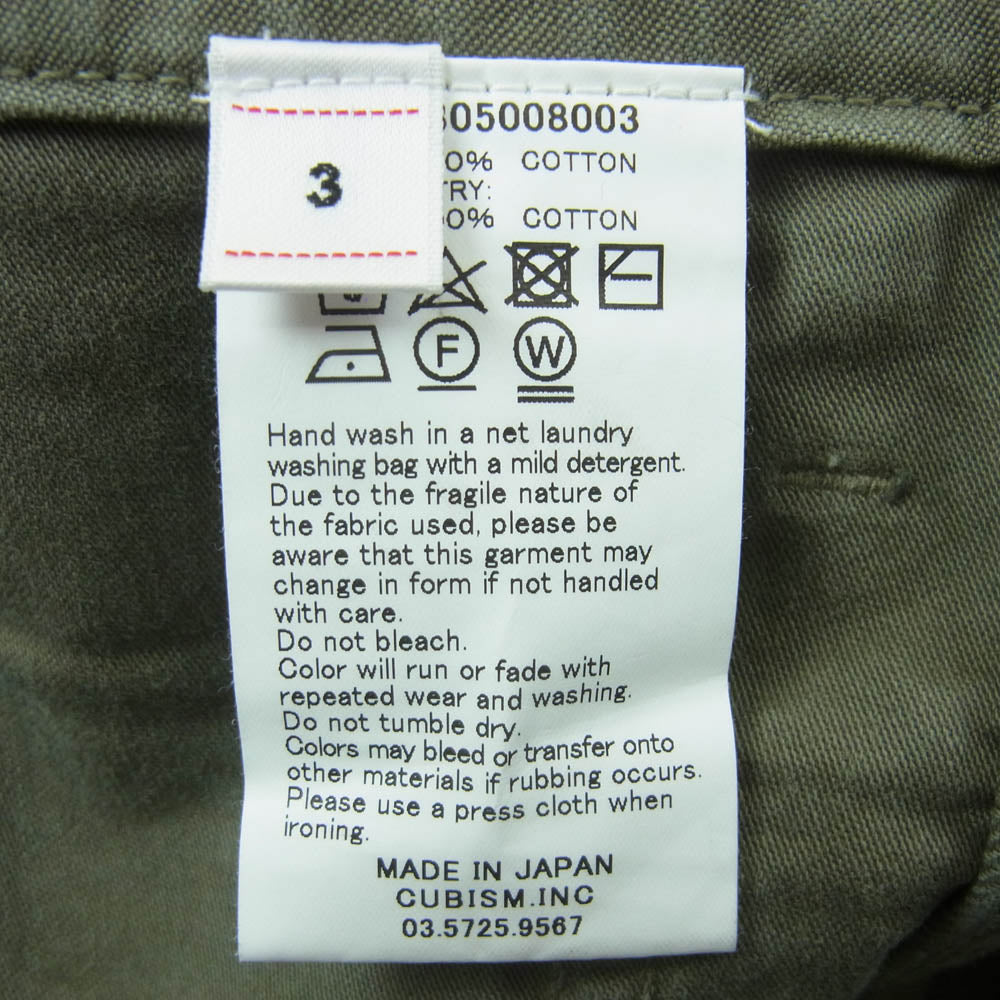 3
05008003
0% COTTON
TRY:
0% COTTON
F W
Hand wash in a net laundry
washing bag with a mild detergent.
Due to the fragile nature of
the fabric used, please be
aware that this garment may
change in form if not handled
with care.
Do not bleach.
Color will run or fade with
repeated wear and washing.
Do not tumble dry.
Colors may bleed or transfer onto
other materials if rubbing occurs.
Please use a press cloth when
ironing.
MADE IN JAPAN
CUBISM.INC
03.5725.9567